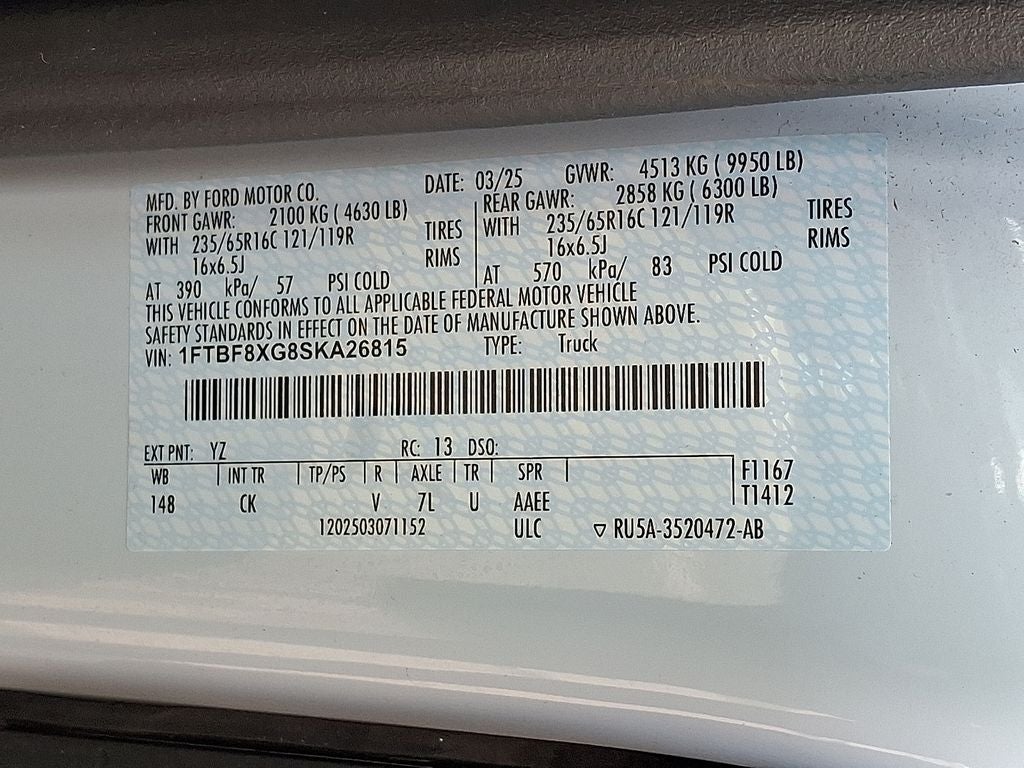 MFD. BY FORD MOTOR CO. DATE: 03/25 GVWR: 4513 KG ( 9950 LB)
FRONT GAWR: 2100 KG ( 4630 LB) REAR GAWR: 2858 KG ( 6300 LB)
WITH 235/65R16C 121/119R TIRES WITH 235/65R16C 121/119R TIRES
16x6.5J RIMS 16x6.5J RIMS
AT 390 kPa/ 57 PSI COLD AT 570 kPa/ 83 PSI COLD
THIS VEHICLE CONFORMS TO ALL APPLICABLE FEDERAL MOTOR VEHICLE
SAFETY STANDARDS IN EFFECT ON THE DATE OF MANUFACTURE SHOWN ABOVE.
VIN: 1FTBF8XG8SKA26815 TYPE: Truck
EXT PNT: YZ RC: 13 DSO:
WB INT TR TP/PS R AXLE TR SPR F1167
148 CK V 7L U AAEE T1412
1202503071152 ULC ▽ RU5A-3520472-AB